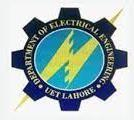 DEPARTMENT OF ELECTRICAL ENGINEERING
UET LAHORE